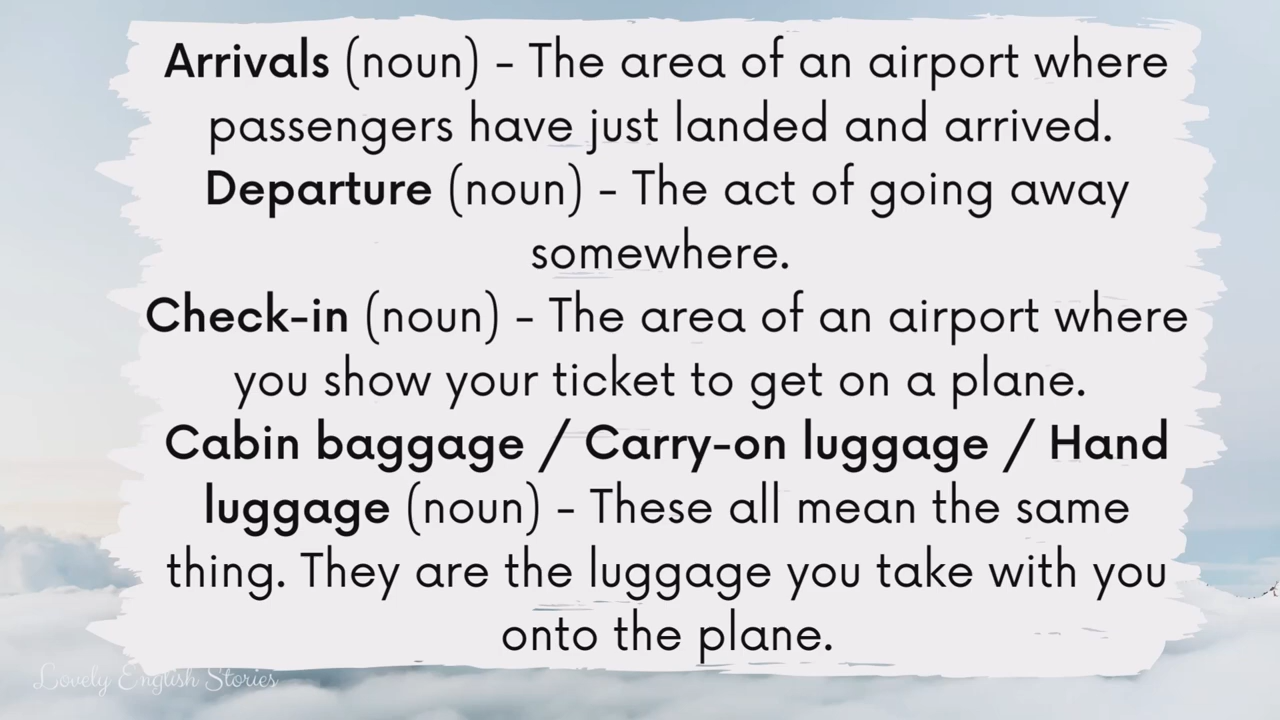 Arrivals (noun) - The area of an airport where
passengers have just landed and arrived.
Departure (noun) - The act of going away
somewhere.
Check-in (noun) - The area of an airport where
you show your ticket to get on a plane.
Cabin baggage / Carry-on luggage / Hand
luggage (noun) - These all mean the same
thing. They are the luggage you take with you
onto the plane.
Lovely English Stories